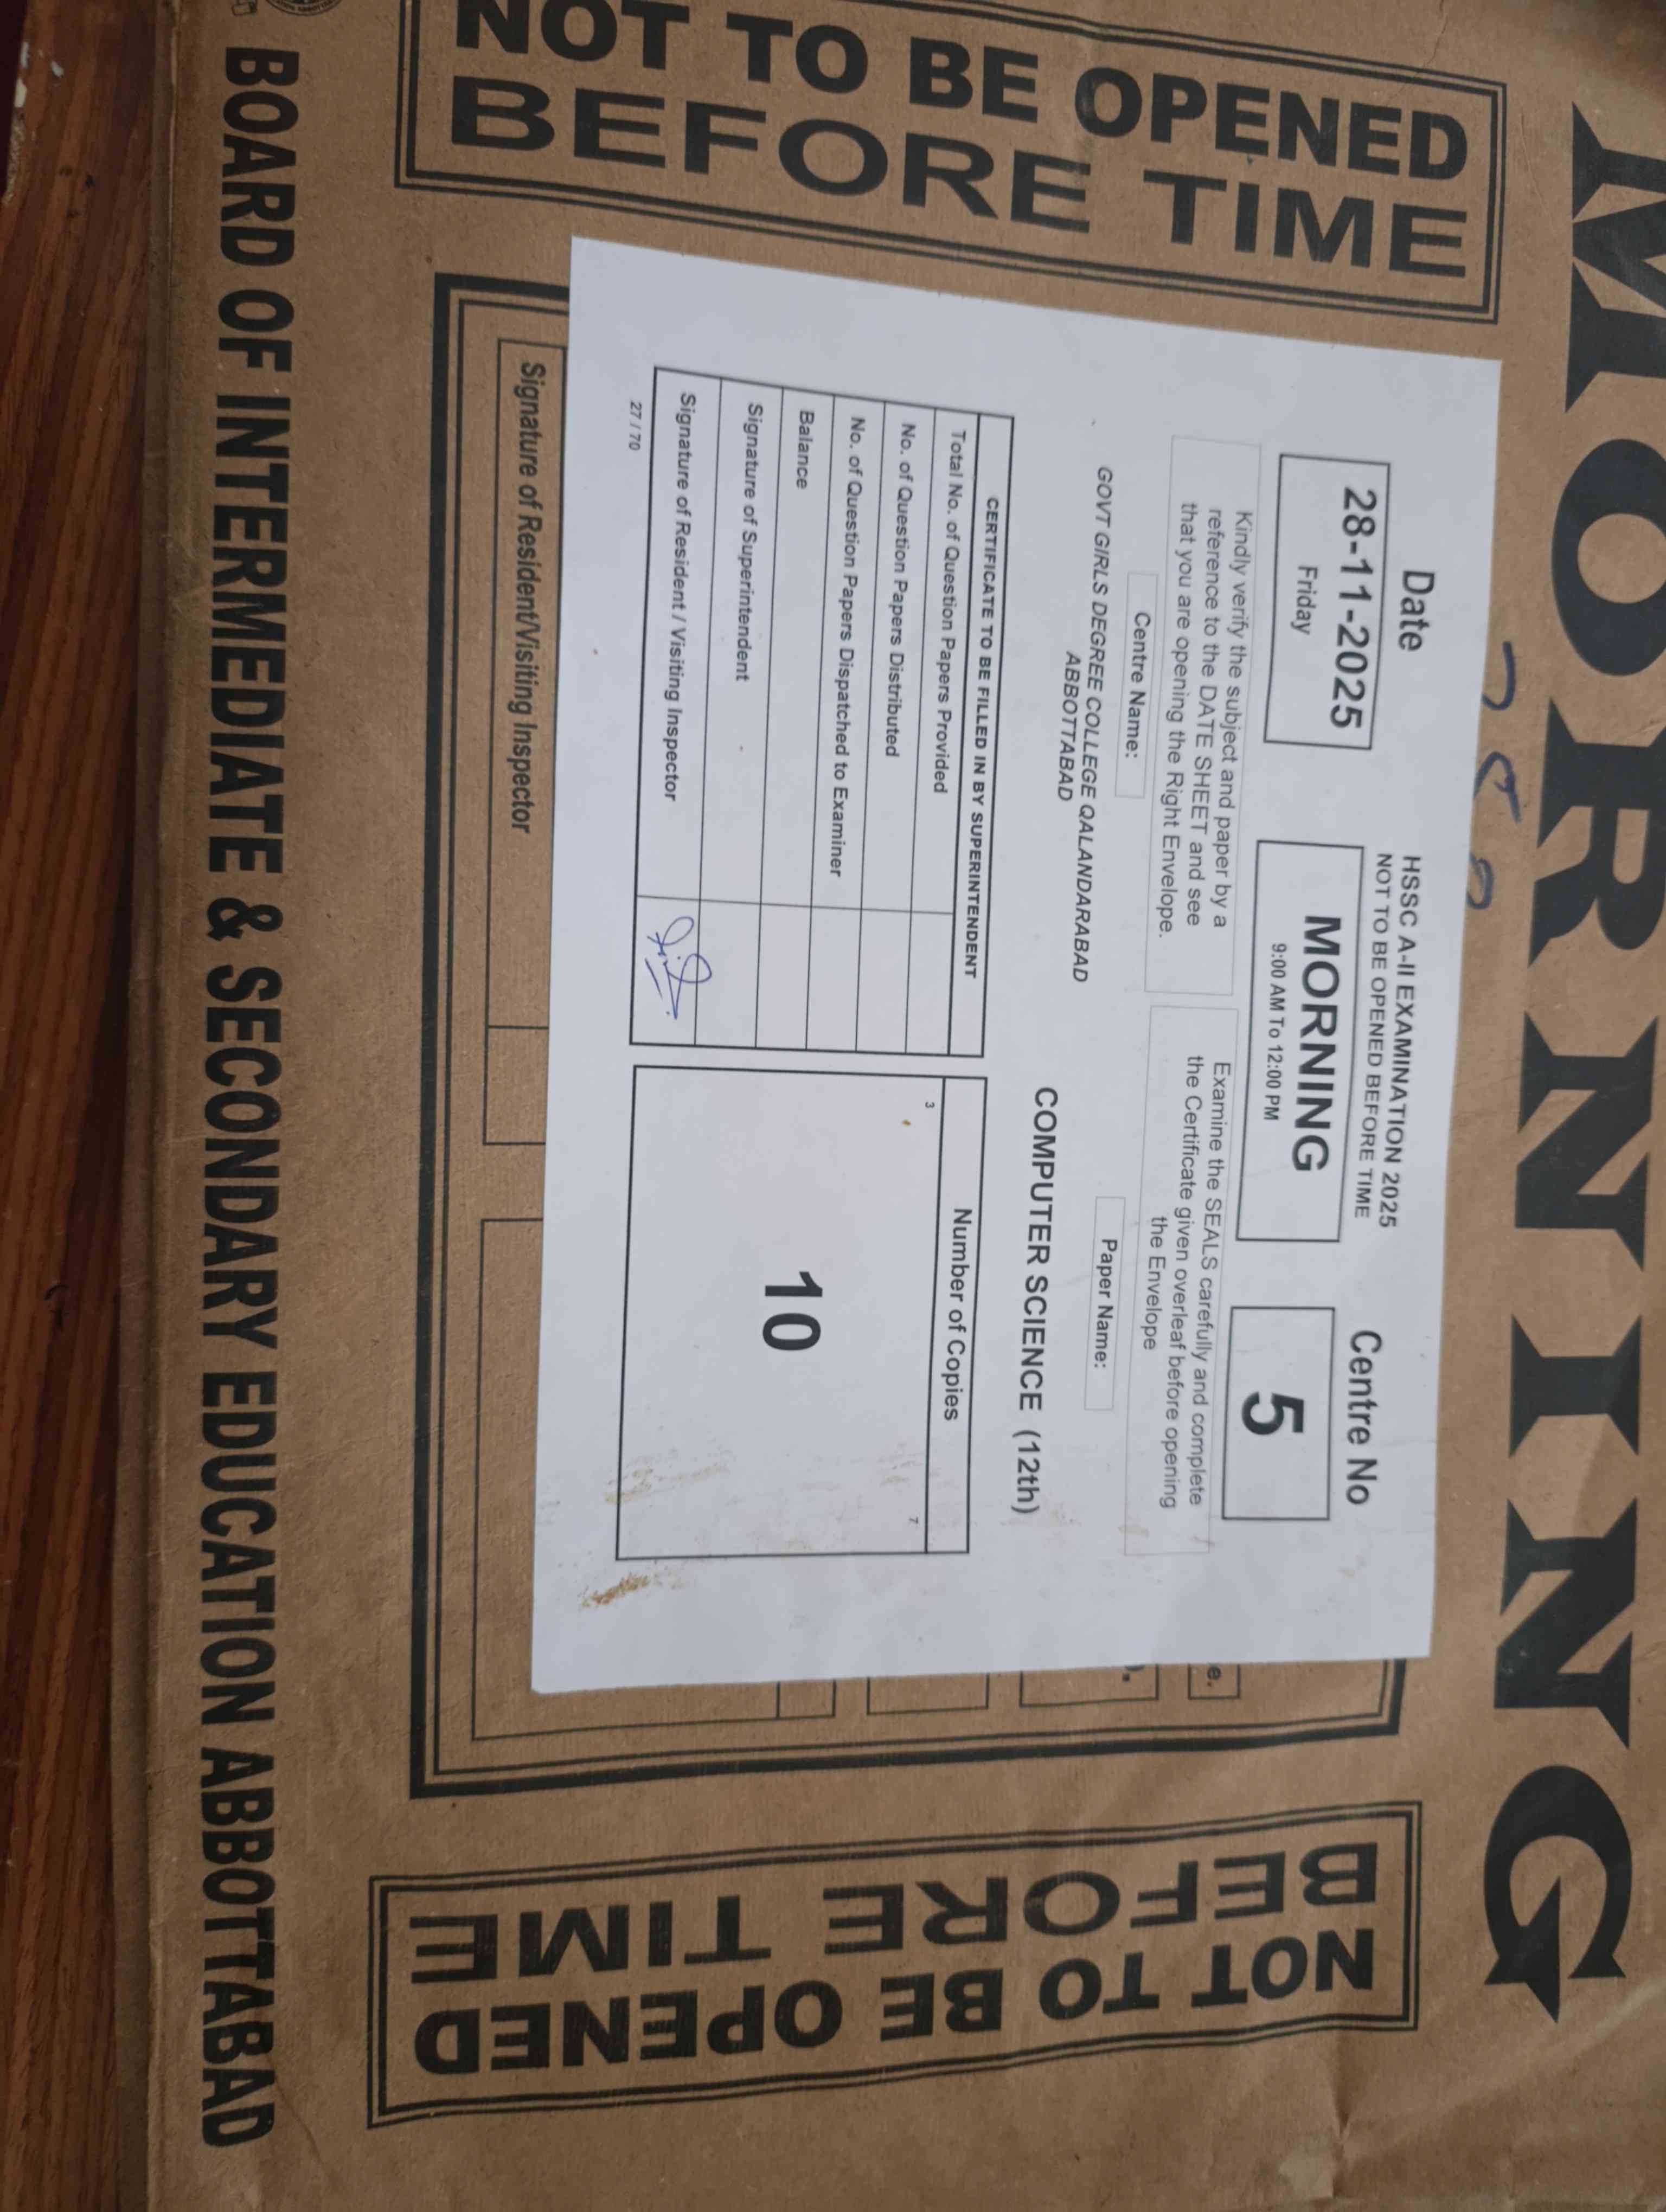 MORNING
NOT TO BE OPENED
BEFORE TIME
Date
28-11-2025
Friday
HSSC A-II EXAMINATION 2025
NOT TO BE OPENED BEFORE TIME
MORNING
9:00 AM To 12:00 PM
Centre No
5
Kindly verify the subject and paper by a
reference to the DATE SHEET and see
that you are opening the Right Envelope.
Examine the SEALS carefully and complete
the Certificate given overleaf before opening
the Envelope
Centre Name:
GOVT GIRLS DEGREE COLLEGE QALANDARABAD
ABBOTTABAD
Paper Name:
COMPUTER SCIENCE (12th)
CERTIFICATE TO BE FILLED IN BY SUPERINTENDENT
Total No. of Question Papers Provided
No. of Question Papers Distributed
No. of Question Papers Dispatched to Examiner
Balance
Signature of Superintendent
Signature of Resident / Visiting Inspector
27 / 70
Number of Copies
3
7
10
e.
).
Signature of Resident/Visiting Inspector
NOT TO BE OPENED
BEFORE TIME
BOARD OF INTERMEDIATE & SECONDARY EDUCATION ABBOTTABAD